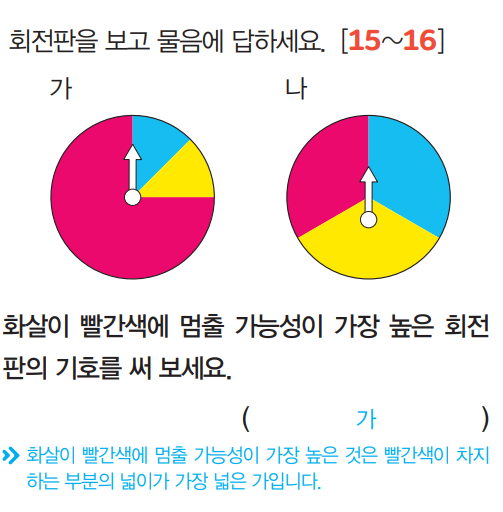 회전판을 보고 물음에 답하세요. [15~16]
가 나
화살이 빨간색에 멈출 가능성이 가장 높은 회전
판의 기호를 써 보세요.
( 가 )
» 화살이 빨간색에 멈출 가능성이 가장 높은 것은 빨간색이 차지
하는 부분의 넓이가 가장 넓은 가입니다.